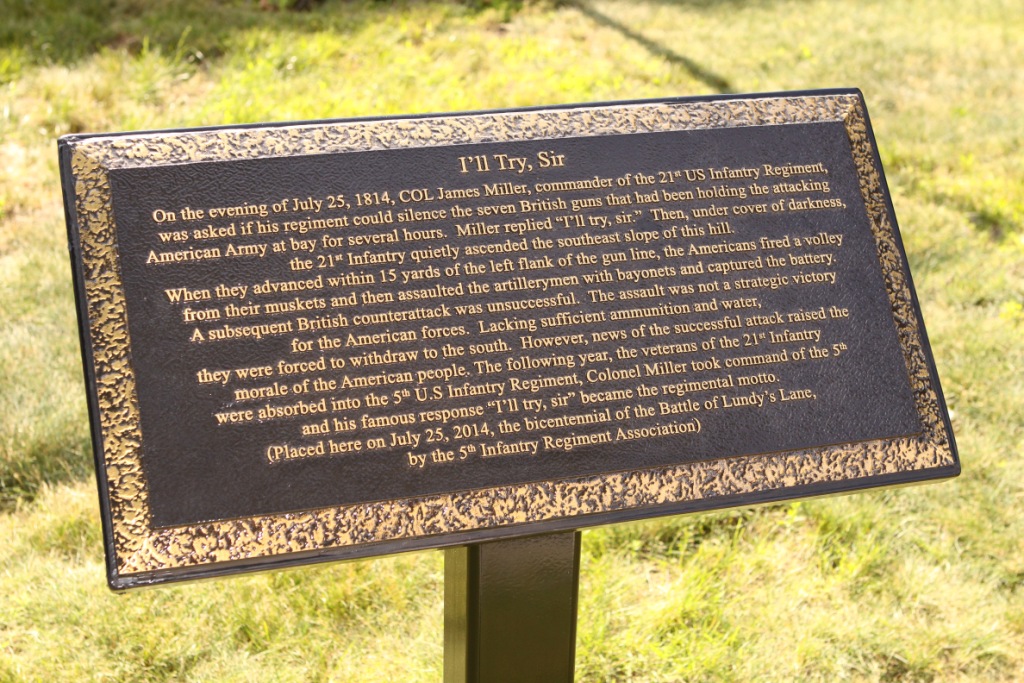 I'll Try, Sir
On the evening of July 25, 1814, COL James Miller, commander of the 21st US Infantry Regiment,
was asked if his regiment could silence the seven British guns that had been holding the attacking
American Army at bay for several hours. Miller replied "I'll try, sir." Then, under cover of darkness,
the 21st Infantry quietly ascended the southeast slope of this hill.
When they advanced within 15 yards of the left flank of the gun line, the Americans fired a volley
from their muskets and then assaulted the artillerymen with bayonets and captured the battery.
A subsequent British counterattack was unsuccessful. The assault was not a strategic victory
for the American forces. Lacking sufficient ammunition and water,
they were forced to withdraw to the south. However, news of the successful attack raised the
morale of the American people. The following year, the veterans of the 21st Infantry
were absorbed into the 5th U.S Infantry Regiment, Colonel Miller took command of the 5th
and his famous response "I'll try, sir" became the regimental motto.
(Placed here on July 25, 2014, the bicentennial of the Battle of Lundy's Lane,
by the 5th Infantry Regiment Association)